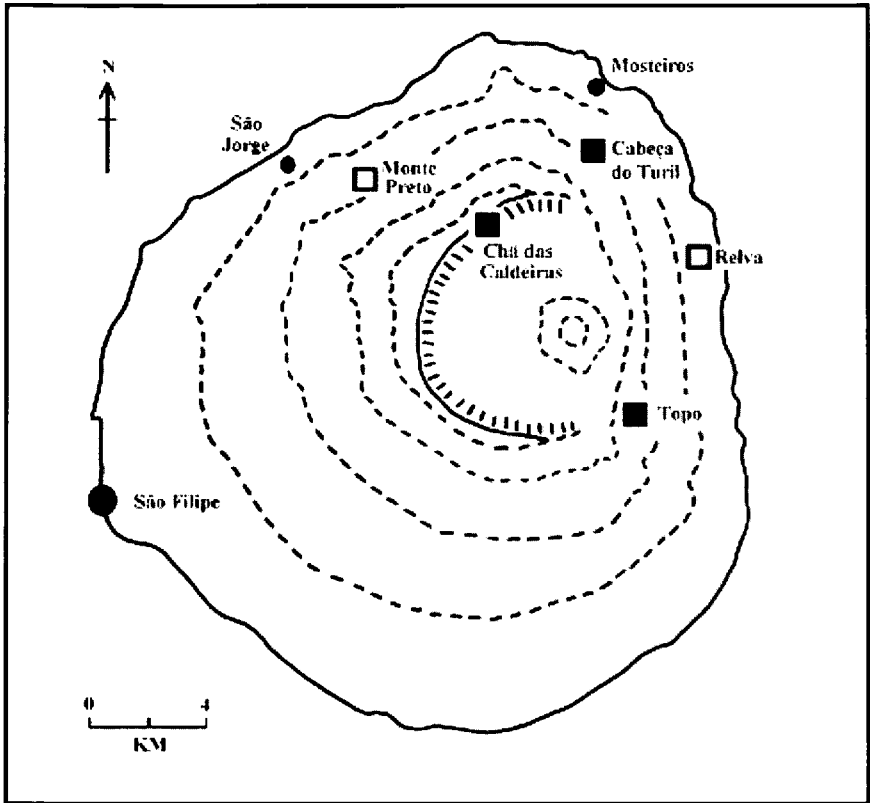 N
Mosteiros
São
Jorge
Cabeça
do Turil
Monte
Preto
Chã das
Caldeiras
Relva
Topo
São Filipe
0 4
KM